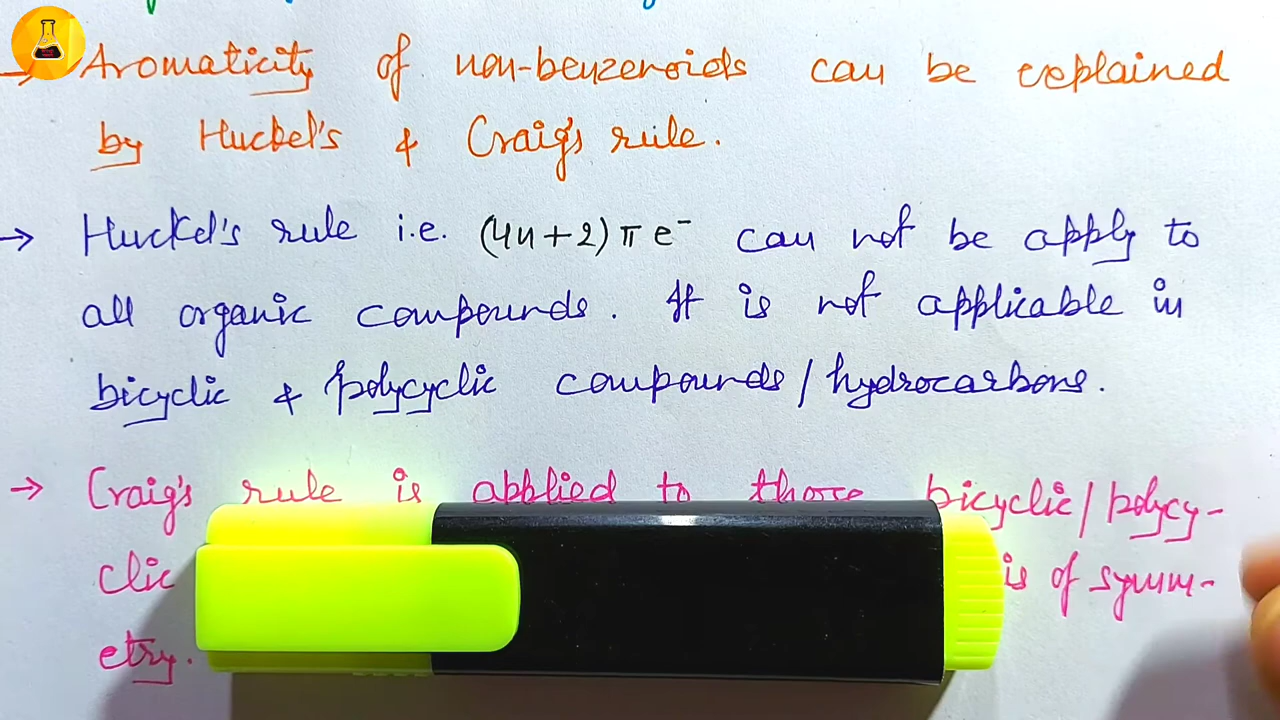 → Aromaticity of non-benzenoids can be explained
by Huckel's & Craig's rule.
→ Huckel's rule i.e. (4n+2) π e⁻ can not be apply to
all organic compounds. It is not applicable in
bicyclic & polycyclic compounds/hydrocarbons.
→ Craig's rule is applied to those bicyclic/polycy-
clic is of symm-
etry.